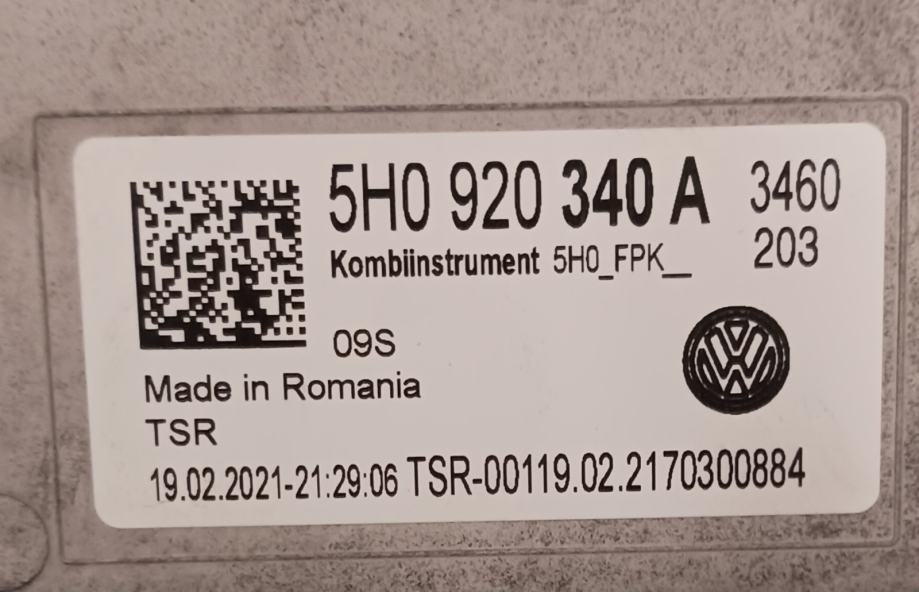 5H0 920 340 A 3460
Kombiinstrument 5H0_FPK__ 203
09S
Made in Romania
TSR
19.02.2021-21:29:06 TSR-00119.02.2170300884